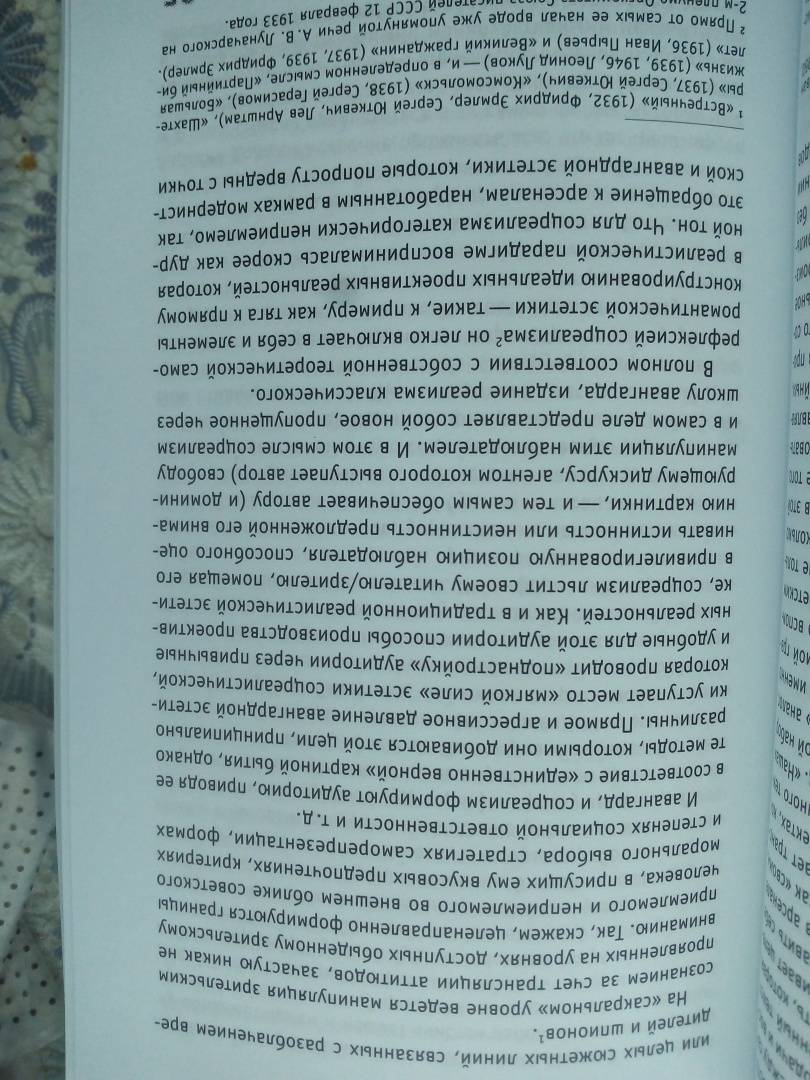 или целых сюжетных линий, связанных с разоблачением вре-
дителей и шпионов¹.
На «сакральном» уровне ведется манипуляция зрительским
сознанием за счет трансляции аттитюдов, зачастую никак не
проявленных на уровнях, доступных обыденному зрительскому
вниманию. Так, скажем, целенаправленно формируются границы
приемлемого и неприемлемого во внешнем облике советского
человека, в присущих ему вкусовых предпочтениях, критериях
морального выбора, стратегиях саморепрезентации, формах
и степенях социальной ответственности и т.д.
И авангард, и соцреализм формируют аудиторию, приводя ее
в соответствие с «единственно верной» картиной бытия, однако
те методы, которыми они добиваются этой цели, принципиально
различны. Прямое и агрессивное давление авангардной эстети-
ки уступает место «мягкой силе» эстетики соцреалистической,
которая проводит «поднастройку» аудитории через привычные
и удобные для этой аудитории способы производства проектив-
ных реальностей. Как и в традиционной реалистической эстети-
ке, соцреализм льстит своему читателю/зрителю, помещая его
в привилегированную позицию наблюдателя, способного оце-
нивать истинность или неистинность предложенной его внима-
нию картинки, — и тем самым обеспечивает автору (и домини-
рующему дискурсу, агентом которого выступает автор) свободу
манипуляции этим наблюдателем. И в этом смысле соцреализм
и в самом деле представляет собой новое, пропущенное через
школу авангарда, издание реализма классического.
В полном соответствии с собственной теоретической само-
рефлексией соцреализма² он легко включает в себя и элементы
романтической эстетики — такие, к примеру, как тяга к прямому
конструированию идеальных проективных реальностей, которая
в реалистической парадигме воспринималась скорее как дур-
ной тон. Что для соцреализма категорически неприемлемо, так
это обращение к арсеналам, наработанным в рамках модернист-
ской и авангардной эстетики, которые попросту вредны с точки
¹ «Встречный» (1932, Фридрих Эрмлер, Сергей Юткевич, Лев Арнштам), «Шахте-
ры» (1937, Сергей Юткевич), «Комсомольск» (1938, Сергей Герасимов), «Большая
жизнь» (1939, 1946, Леонид Луков) — и, в определенном смысле, «Партийный би-
лет» (1936, Иван Пырьев) и «Великий гражданин» (1937, 1939, Фридрих Эрмлер).
² Прямо от самых ее начал вроде уже упомянутой речи А. В. Луначарского на
2-м пленуме Оргкомитета Союза писателей СССР 12 февраля 1933 года.